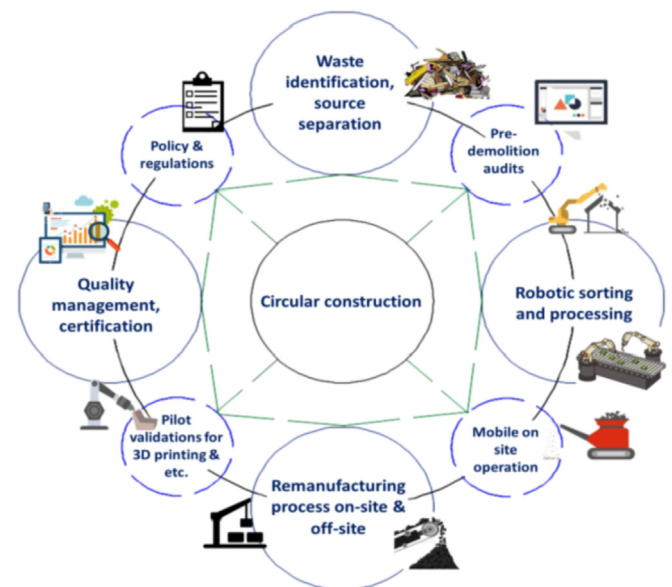 Waste
identification,
source
separation
Policy &
regulations
Pre-
demolition
audits
Quality
management,
certification
Circular construction
Robotic sorting
and processing
Pilot
validations for
3D printing &
etc.
Mobile on
site
operation
Remanufacturing
process on-site &
off-site